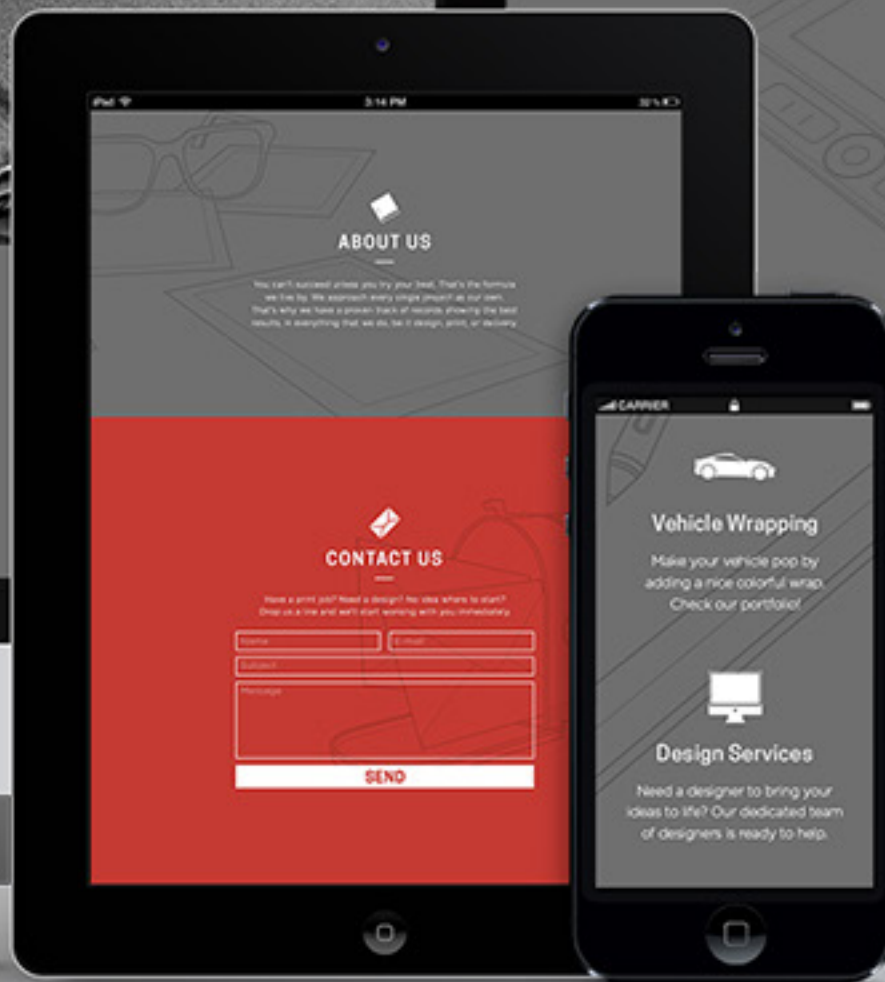 iPad
3:14 PM
ABOUT US
You can't succeed unless you try your best, That's the formula
we live by. We approach every single project as our own.
That's why we have a proven track of records showing the best
results, in everything that we do, be it design, print, or delivery
CONTACT US
Have a print job? Need a design? No idea where to start?
Drop us a line and we'll start working with you immediately.
Name
E-mail
Subject
Message
SEND
CARRIER
Vehicle Wrapping
Make your vehicle pop by
adding a nice colorful wrap.
Check our portfolio!
Design Services
Need a designer to bring your
ideas to life? Our dedicated team
of designers is ready to help.